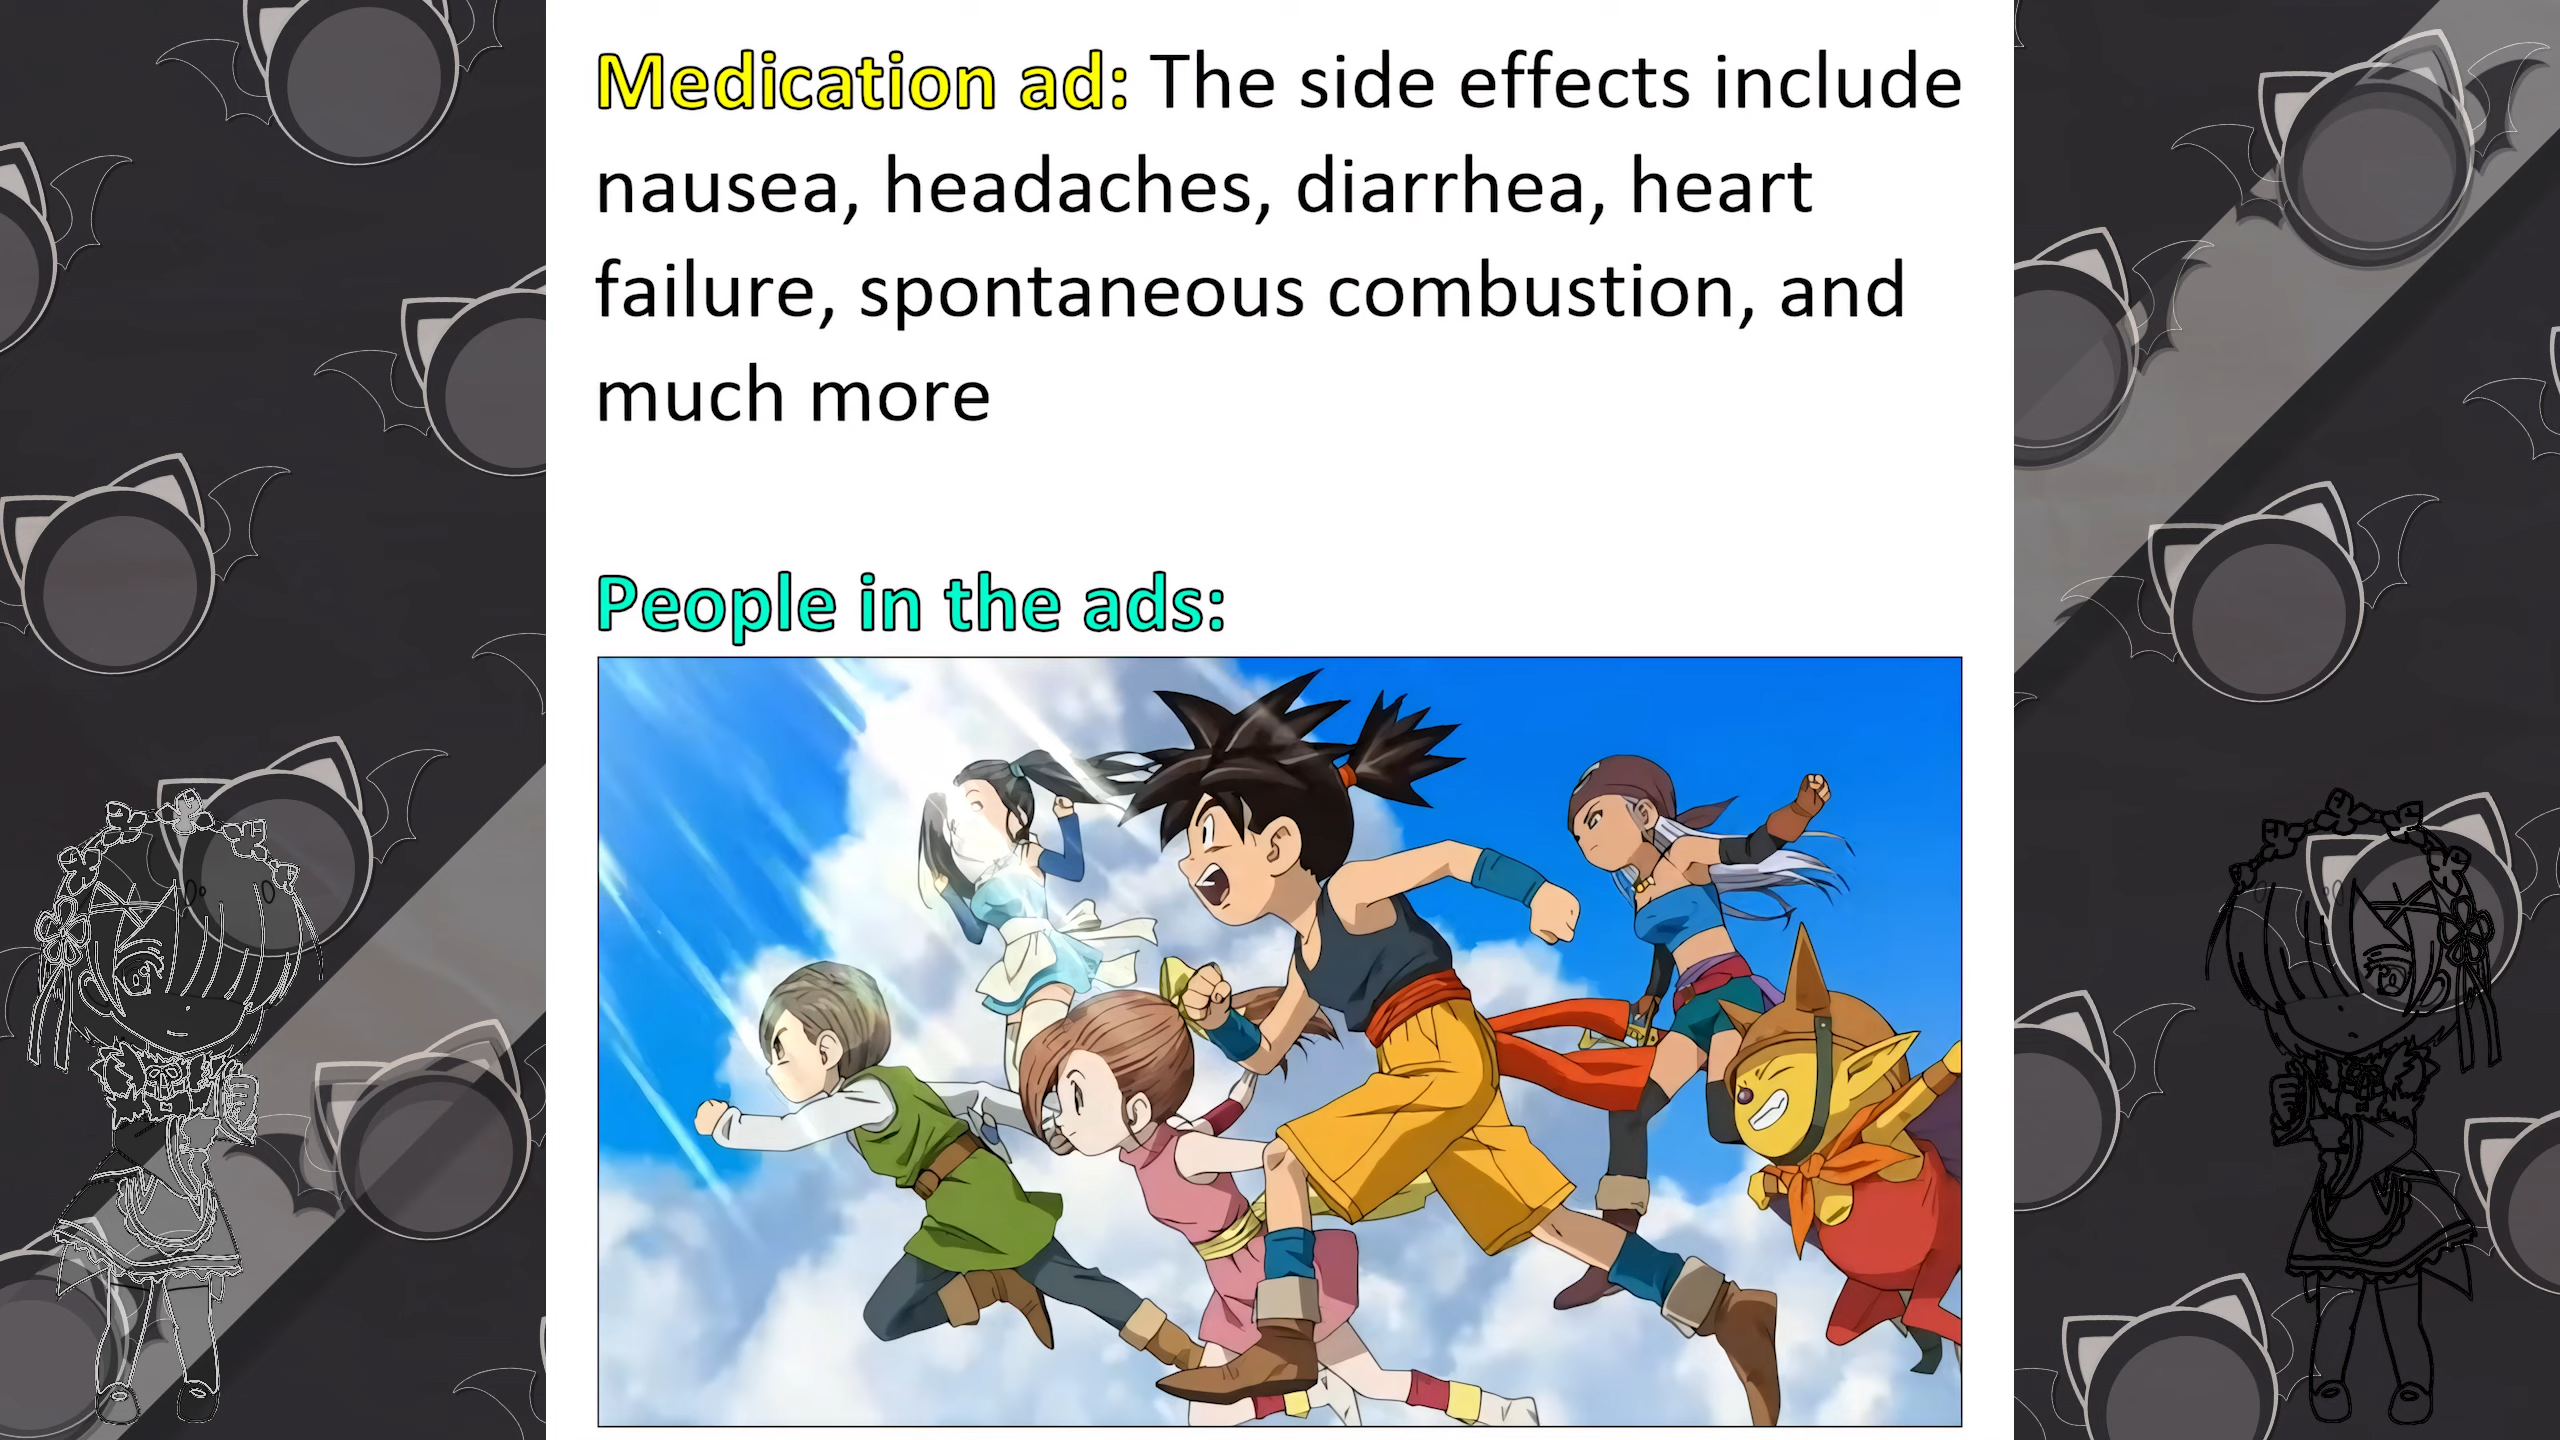 Medication ad: The side effects include
nausea, headaches, diarrhea, heart
failure, spontaneous combustion, and
much more
People in the ads: